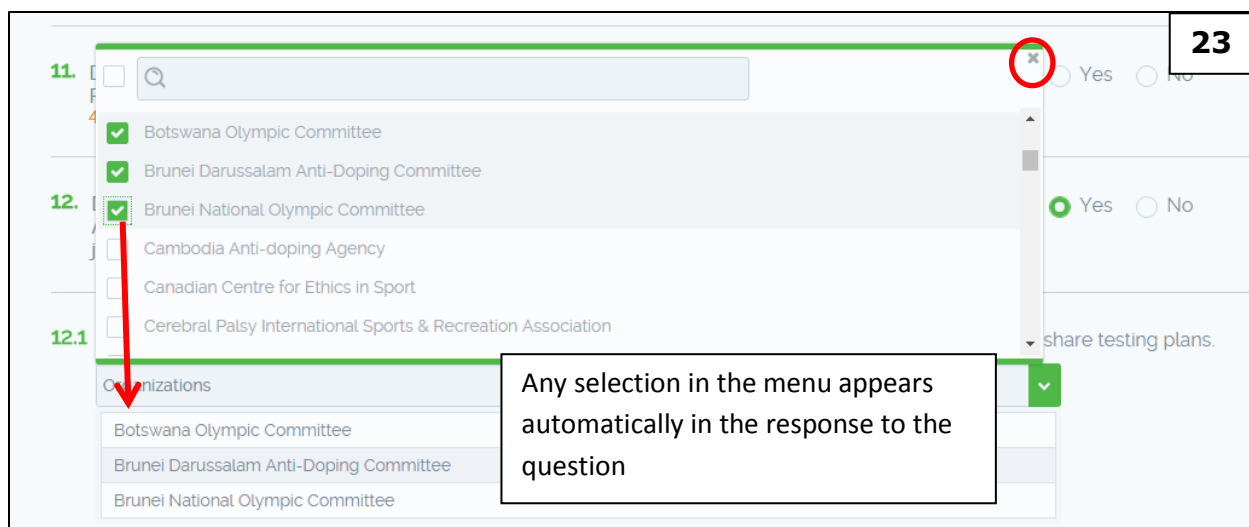 23
11.
Yes No
4
Botswana Olympic Committee
Brunei Darussalam Anti-Doping Committee
12.
Brunei National Olympic Committee
Yes No
Cambodia Anti-doping Agency
Canadian Centre for Ethics in Sport
Cerebral Palsy International Sports & Recreation Association
12.1
share testing plans.
Organizations
Botswana Olympic Committee
Brunei Darussalam Anti-Doping Committee
Brunei National Olympic Committee
Any selection in the menu appears
automatically in the response to the
question